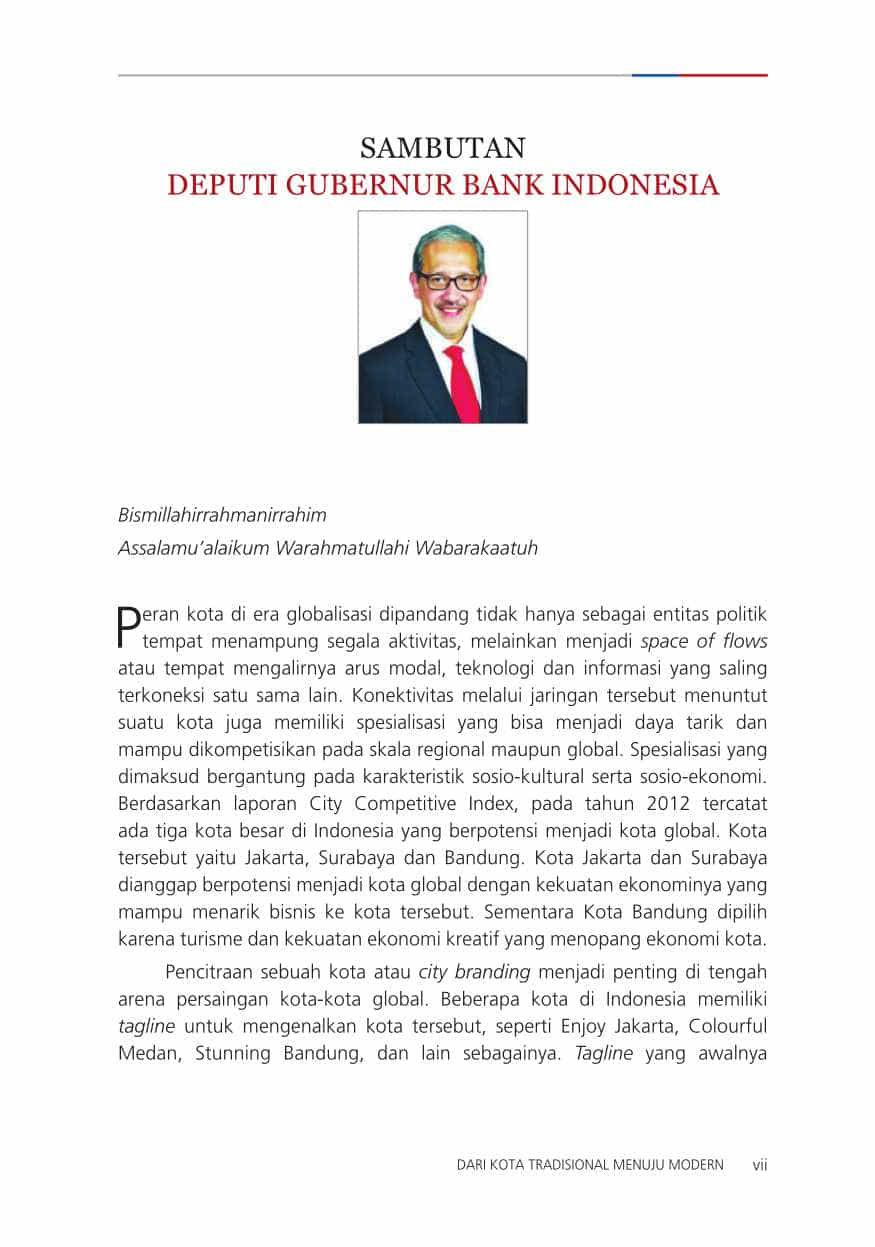 SAMBUTAN
DEPUTI GUBERNUR BANK INDONESIA
Bismillahirrahmanirrahim
Assalamu’alaikum Warahmatullahi Wabarakaatuh
Peran kota di era globalisasi dipandang tidak hanya sebagai entitas politik
tempat menampung segala aktivitas, melainkan menjadi space of flows
atau tempat mengalirnya arus modal, teknologi dan informasi yang saling
terkoneksi satu sama lain. Konektivitas melalui jaringan tersebut menuntut
suatu kota juga memiliki spesialisasi yang bisa menjadi daya tarik dan
mampu dikompetisikan pada skala regional maupun global. Spesialisasi yang
dimaksud bergantung pada karakteristik sosio-kultural serta sosio-ekonomi.
Berdasarkan laporan City Competitive Index, pada tahun 2012 tercatat
ada tiga kota besar di Indonesia yang berpotensi menjadi kota global. Kota
tersebut yaitu Jakarta, Surabaya dan Bandung. Kota Jakarta dan Surabaya
dianggap berpotensi menjadi kota global dengan kekuatan ekonominya yang
mampu menarik bisnis ke kota tersebut. Sementara Kota Bandung dipilih
karena turisme dan kekuatan ekonomi kreatif yang menopang ekonomi kota.
Pencitraan sebuah kota atau city branding menjadi penting di tengah
arena persaingan kota-kota global. Beberapa kota di Indonesia memiliki
tagline untuk mengenalkan kota tersebut, seperti Enjoy Jakarta, Colourful
Medan, Stunning Bandung, dan lain sebagainya. Tagline yang awalnya
DARI KOTA TRADISIONAL MENUJU MODERN vii